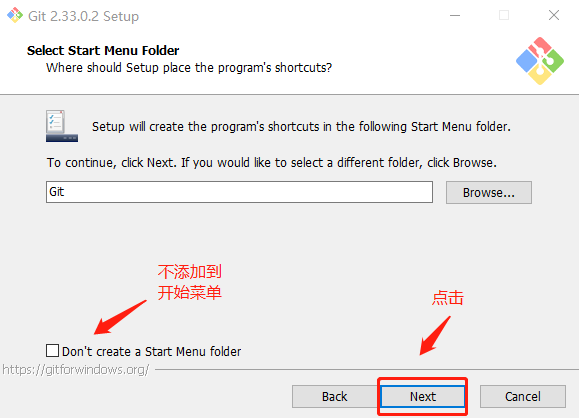 Git 2.33.0.2 Setup
Select Start Menu Folder
Where should Setup place the program's shortcuts?
Setup will create the program's shortcuts in the following Start Menu folder.
To continue, click Next. If you would like to select a different folder, click Browse.
Git
Browse...
不添加到
开始菜单
点击
Don't create a Start Menu folder
https://gitforwindows.org/
Back
Next
Cancel